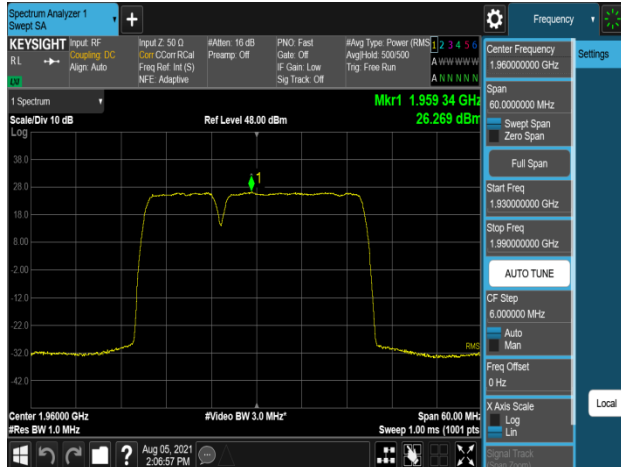 Spectrum Analyzer 1
Swept SA
+
Frequency
KEYSIGHT
RL
Input: RF
Coupling: DC
Align: Auto
Input Z: 50 Ω
Corr CCorr RCal
Freq Ref: Int (S)
NFE: Adaptive
#Atten: 16 dB
Preamp: Off
PNO: Fast
Gate: Off
IF Gain: Low
Sig Track: Off
#Avg Type: Power (RMS
Avg|Hold: 500/500
Trig: Free Run
1 2 3 4 5 6
A W W W W W
A N N N N N
1 Spectrum
Scale/Div 10 dB
Log
Ref Level 48.00 dBm
Mkr1 1.959 34 GHz
26.269 dBm
1
38.0
28.0
18.0
8.00
-2.00
-12.0
-22.0
-32.0
-42.0
RMS
Center 1.96000 GHz
#Res BW 1.0 MHz
#Video BW 3.0 MHz*
Span 60.00 MHz
Sweep 1.00 ms (1001 pts
?
Aug 05, 2021
2:06:57 PM
Center Frequency
1.960000000 GHz
Span
60.0000000 MHz
Swept Span
Zero Span
Full Span
Start Freq
1.930000000 GHz
Stop Freq
1.990000000 GHz
AUTO TUNE
CF Step
6.000000 MHz
Auto
Man
Freq Offset
0 Hz
X Axis Scale
Log
Lin
Signal Track
(Span Zoom)
Settings
Local